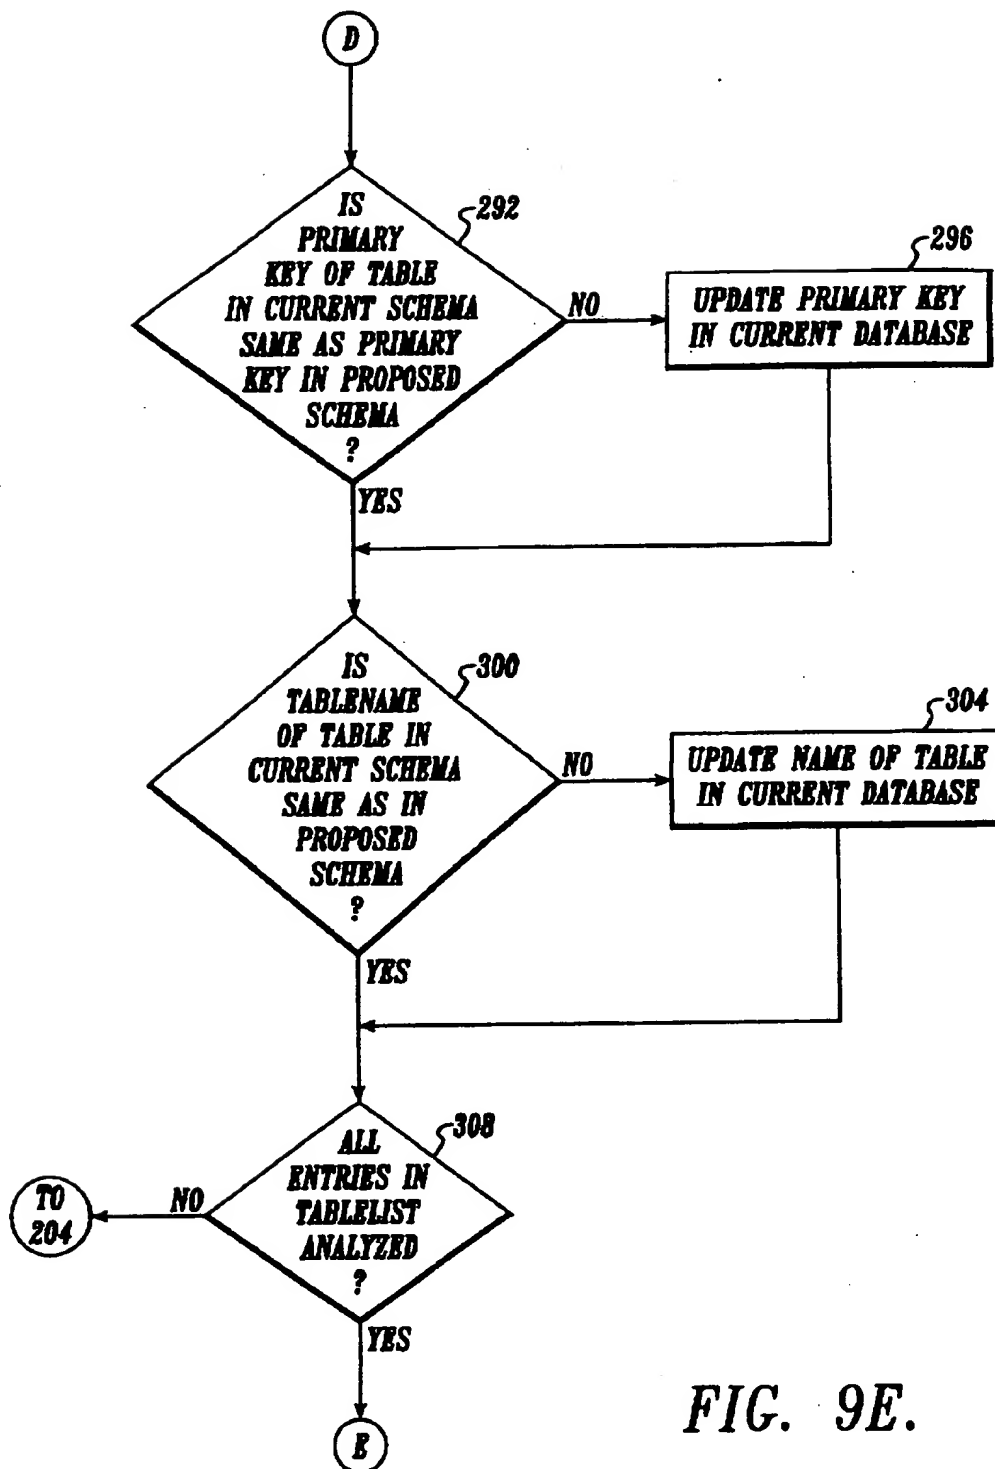 D
IS
PRIMARY
KEY OF TABLE
IN CURRENT SCHEMA
SAME AS PRIMARY
KEY IN PROPOSED
SCHEMA
?
292
NO
296
UPDATE PRIMARY KEY
IN CURRENT DATABASE
YES
IS
TABLENAME
OF TABLE IN
CURRENT SCHEMA
SAME AS IN
PROPOSED
SCHEMA
?
300
NO
304
UPDATE NAME OF TABLE
IN CURRENT DATABASE
YES
ALL
ENTRIES IN
TABLELIST
ANALYZED
?
308
NO
TO
204
YES
E
FIG. 9E.